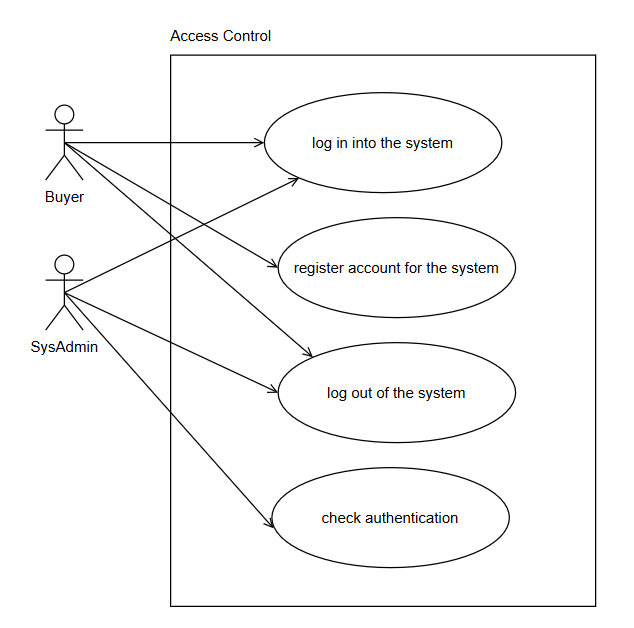 Access Control
log in into the system
Buyer
register account for the system
SysAdmin
log out of the system
check authentication